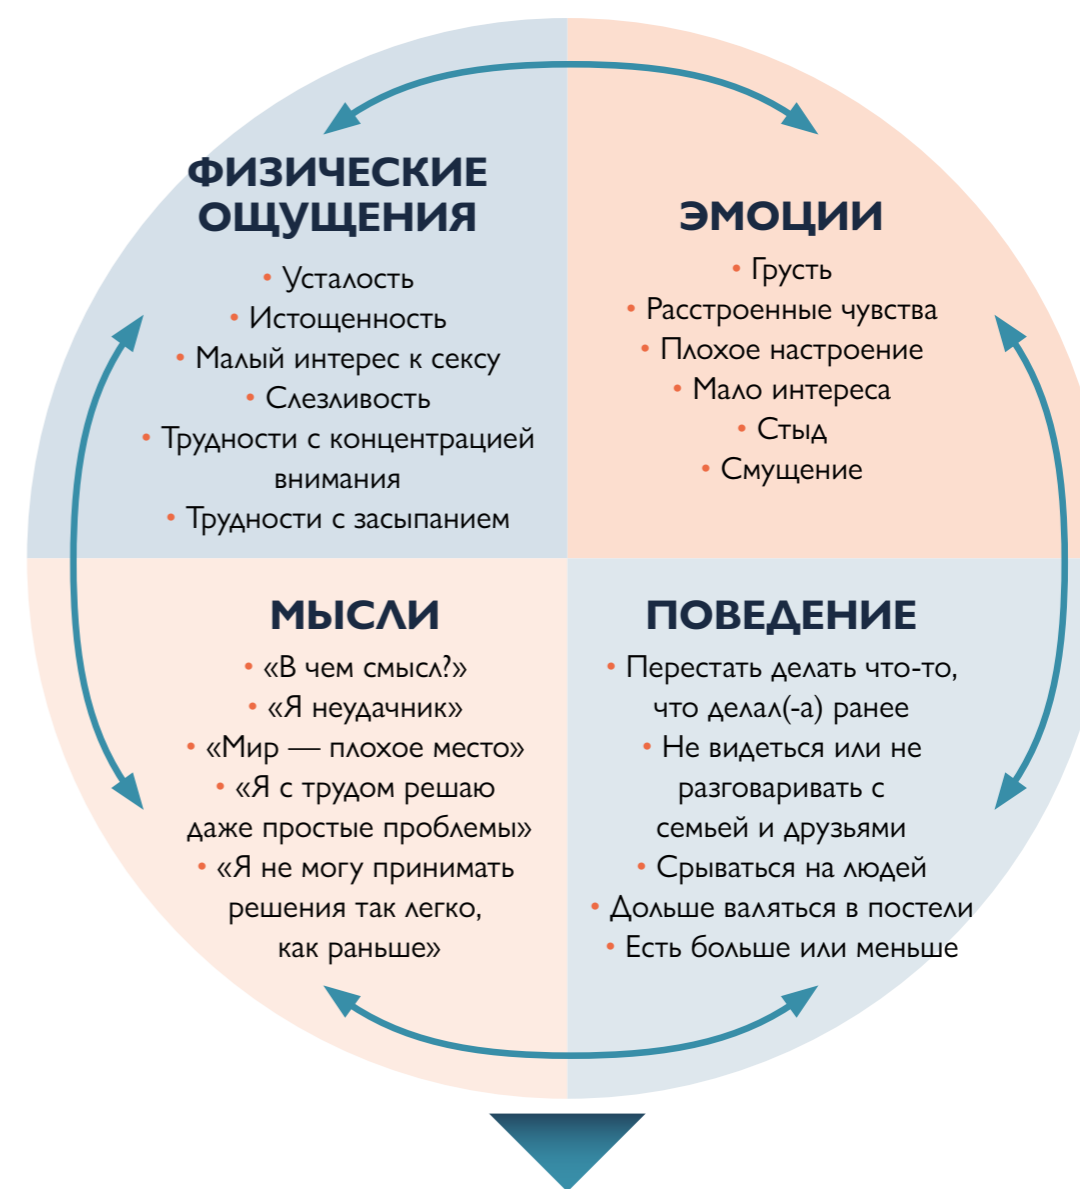 ФИЗИЧЕСКИЕ
ОЩУЩЕНИЯ
• Усталость
• Истощенность
• Малый интерес к сексу
• Слезливость
• Трудности с концентрацией
внимания
• Трудности с засыпанием
ЭМОЦИИ
• Грусть
• Расстроенные чувства
• Плохое настроение
• Мало интереса
• Стыд
• Смущение
МЫСЛИ
• «В чем смысл?»
• «Я неудачник»
• «Мир — плохое место»
• «Я с трудом решаю
даже простые проблемы»
• «Я не могу принимать
решения так легко,
как раньше»
ПОВЕДЕНИЕ
• Перестать делать что-то,
что делал(-а) ранее
• Не видеться или не
разговаривать с
семьей и друзьями
• Срываться на людей
• Дольше валяться в постели
• Есть больше или меньше